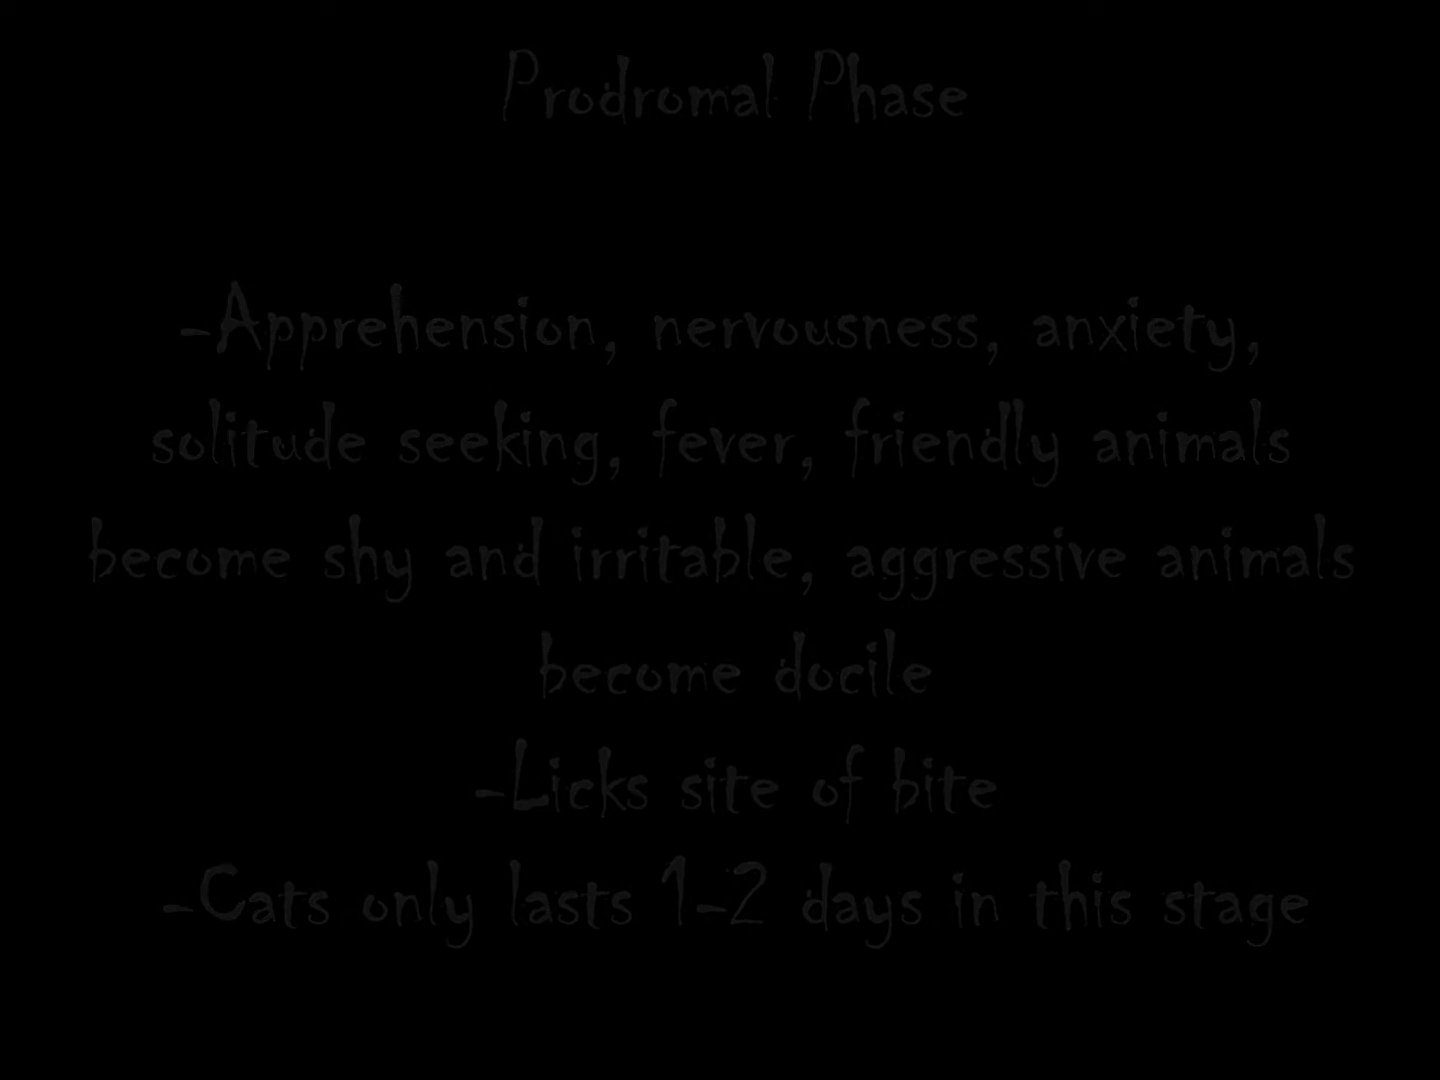 Prodromal Phase
-Apprehension, nervousness, anxiety,
solitude seeking, fever, friendly animals
become shy and irritable, aggressive animals
become docile
-Licks site of bite
-Cats only lasts 1-2 days in this stage